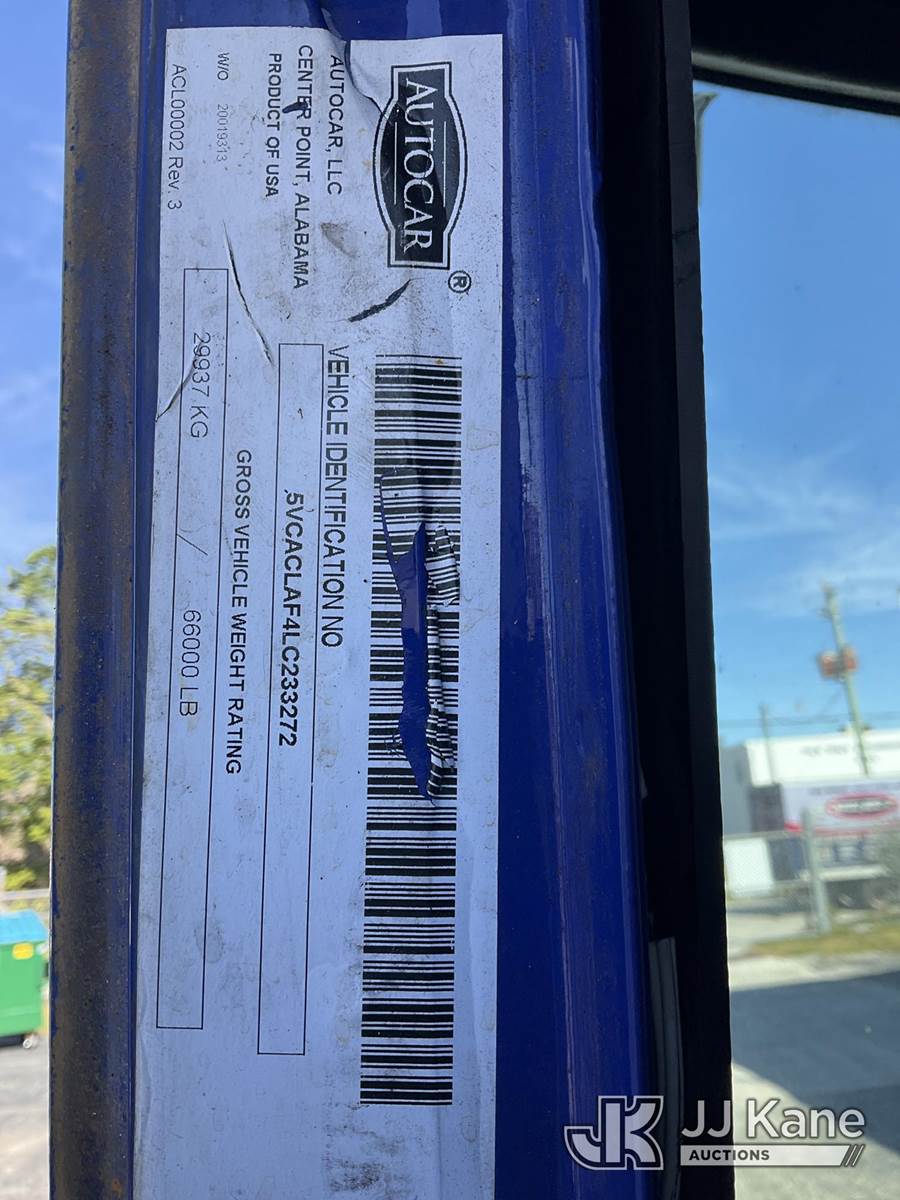 AUTOCAR
®
AUTOCAR, LLC
CENTER POINT, ALABAMA
PRODUCT OF USA
W/O 20019313
ACL00002 Rev. 3
VEHICLE IDENTIFICATION NO
5VCACLAF4LC233272
GROSS VEHICLE WEIGHT RATING
29937 KG / 66000 LB
JK JJ Kane
AUCTIONS